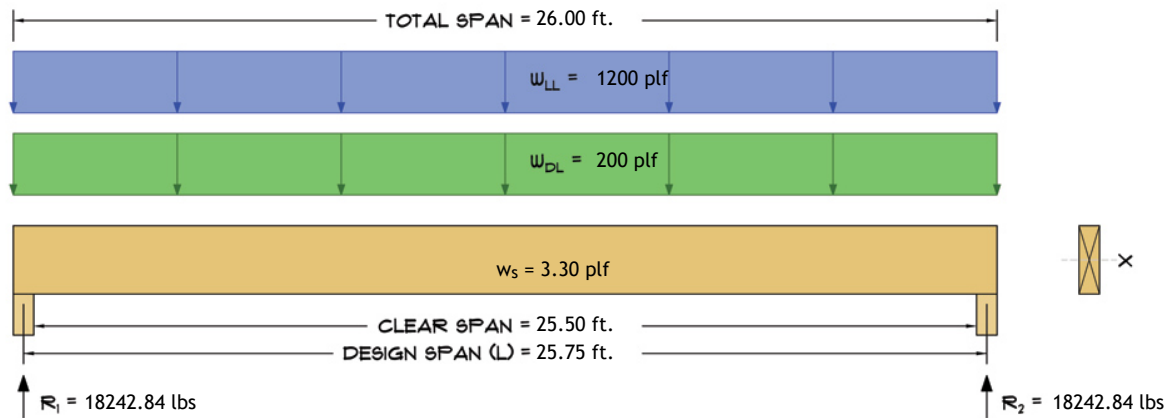 TOTAL SPAN = 26.00 ft.
WLL = 1200 plf
WDL = 200 plf
ws = 3.30 plf
X
CLEAR SPAN = 25.50 ft.
DESIGN SPAN (L) = 25.75 ft.
R1 = 18242.84 lbs
R2 = 18242.84 lbs